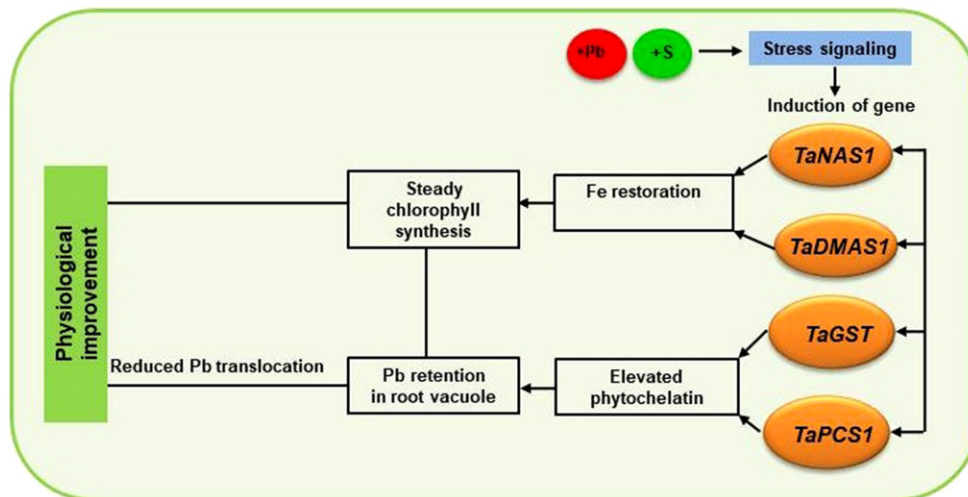 +Pb
+S
Stress signaling
Induction of gene
TaNAS1
Steady
chlorophyll
synthesis
Fe restoration
TaDMAS1
Physiological
improvement
TaGST
Reduced Pb translocation
Pb retention
in root vacuole
Elevated
phytochelatin
TaPCS1